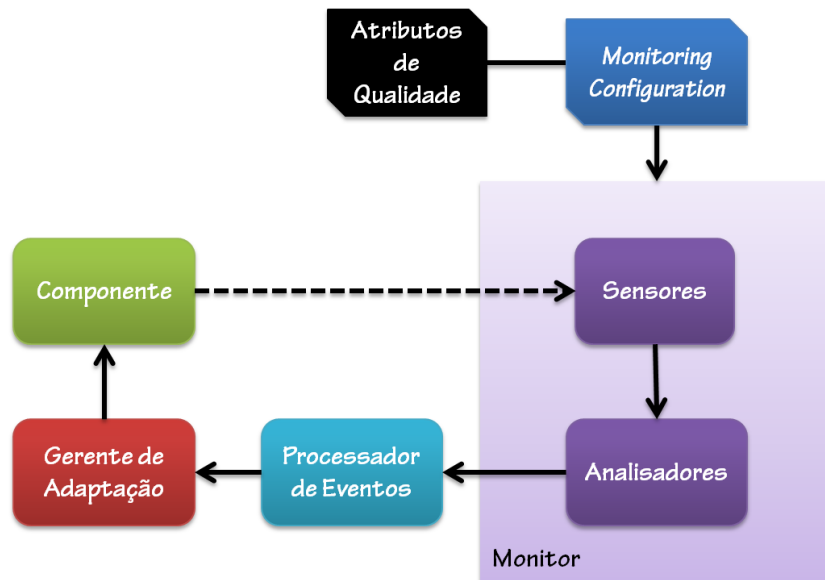 Atributos
de
Qualidade
Monitoring
Configuration
Componente
Sensores
Gerente de
Adaptação
Processador
de Eventos
Analisadores
Monitor